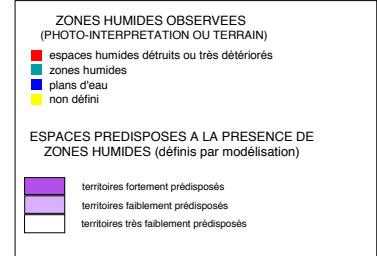 ZONES HUMIDES OBSERVEES
(PHOTO-INTERPRETATION OU TERRAIN)
espaces humides détruits ou très détériorés
zones humides
plans d'eau
non défini
ESPACES PREDISPOSES A LA PRESENCE DE
ZONES HUMIDES (définis par modélisation)
territoires fortement prédisposés
territoires faiblement prédisposés
territoires très faiblement prédisposés